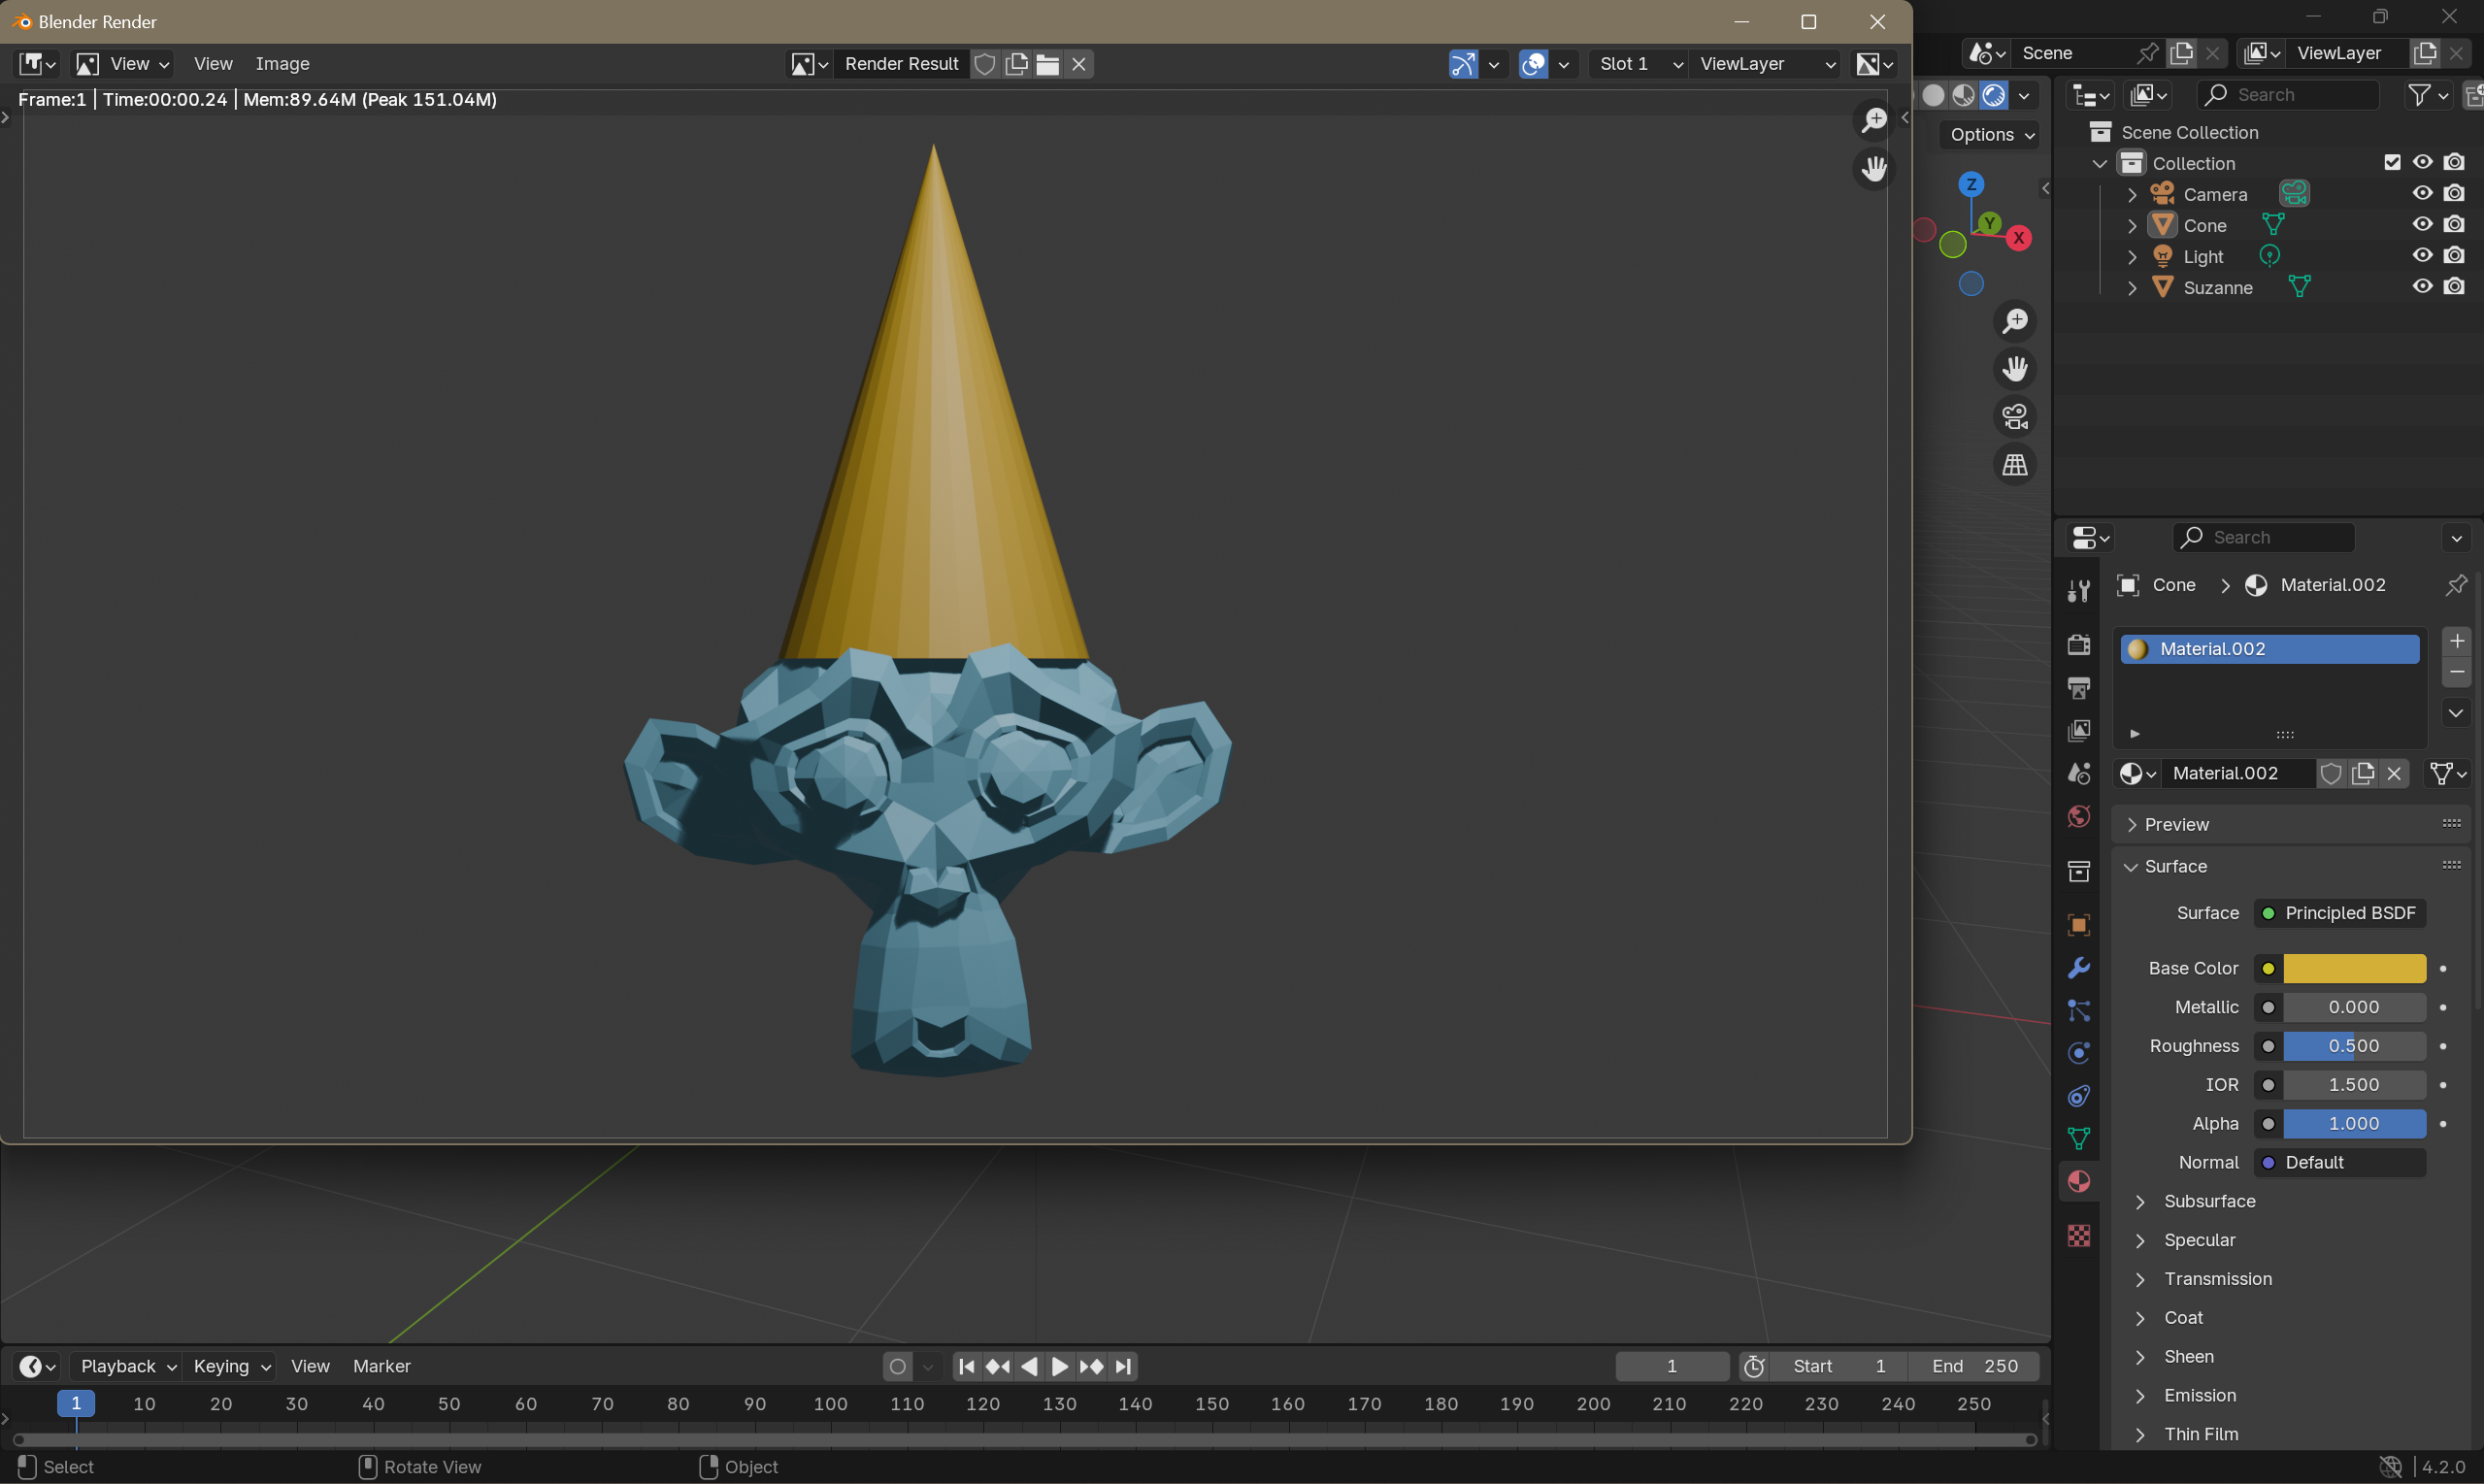 Blender Render
View View Image Render Result Slot 1 ViewLayer
Frame:1 | Time:00:00.24 | Mem:89.64M (Peak 151.04M)
Scene ViewLayer
Search
Options
Z
Y
X
Scene Collection
Collection
Camera
Cone
Light
Suzanne
Search
Cone > Material.002
Material.002
Material.002
Preview
Surface
Surface Principled BSDF
Base Color
Metallic 0.000
Roughness 0.500
IOR 1.500
Alpha 1.000
Normal Default
Subsurface
Specular
Transmission
Coat
Sheen
Emission
Thin Film
Playback Keying View Marker 1 Start 1 End 250
1 10 20 30 40 50 60 70 80 90 100 110 120 130 140 150 160 170 180 190 200 210 220 230 240 250
Select Rotate View Object 4.2.0